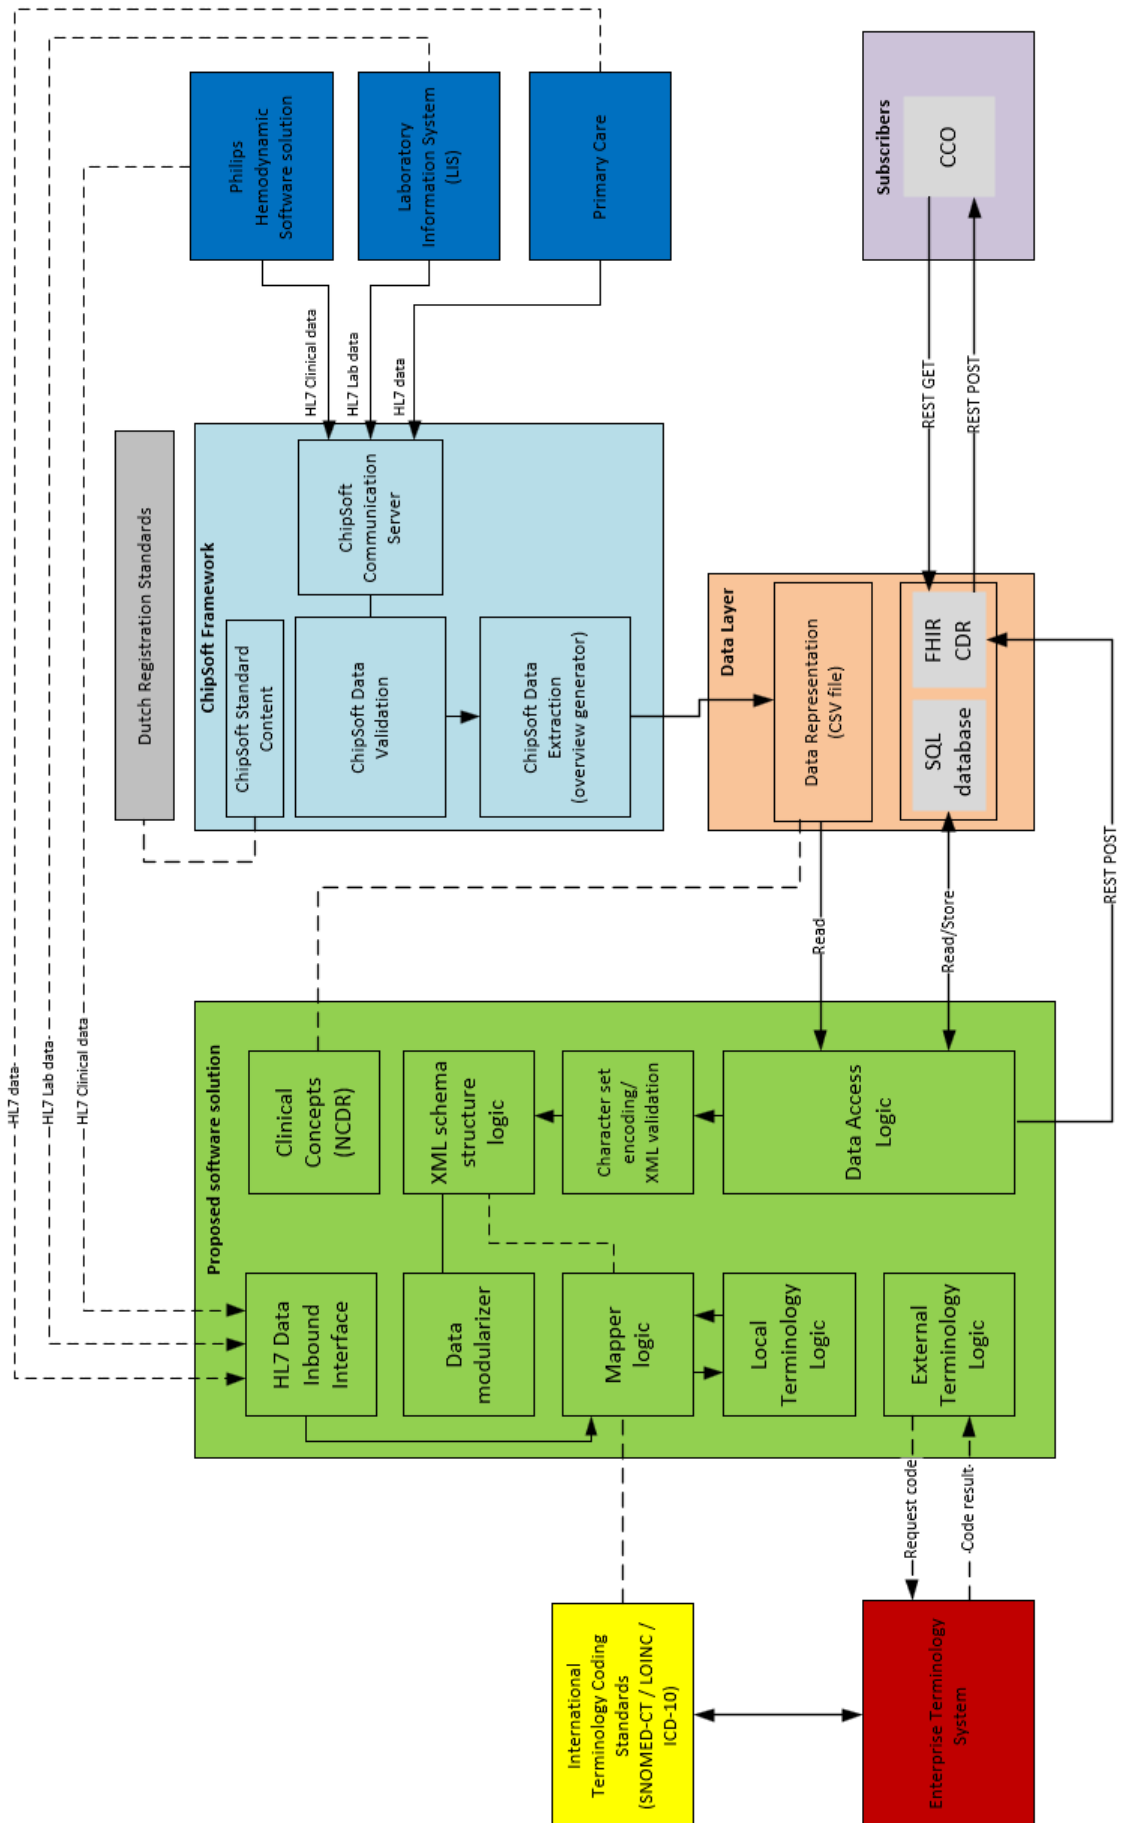 HL7 data
HL7 Lab data
HL7 Clinical data
Philips
Hemodynamic
Software solution
Laboratory
Information System
(LIS)
Primary Care
Subscribers
CCO
HL7 Clinical data
HL7 Lab data
HL7 data
REST GET
REST POST
Dutch Registration Standards
ChipSoft Framework
ChipSoft Standard
Content
ChipSoft
Communication
Server
ChipSoft Data
Validation
ChipSoft Data
Extraction
(overview generator)
Data Layer
Data Representation
(CSV file)
SQL
database
FHIR
CDR
Read
Read/Store
REST POST
Proposed software solution
Clinical
Concepts
(NCDR)
XML schema
structure
logic
Character set
encoding/
XML validation
Data Access
Logic
HL7 Data
Inbound
Interface
Data
modularizer
Mapper
logic
Local
Terminology
Logic
External
Terminology
Logic
Request code
Code result
International
Terminology Coding
Standards
(SNOMED-CT / LOINC /
ICD-10)
Enterprise Terminology
System